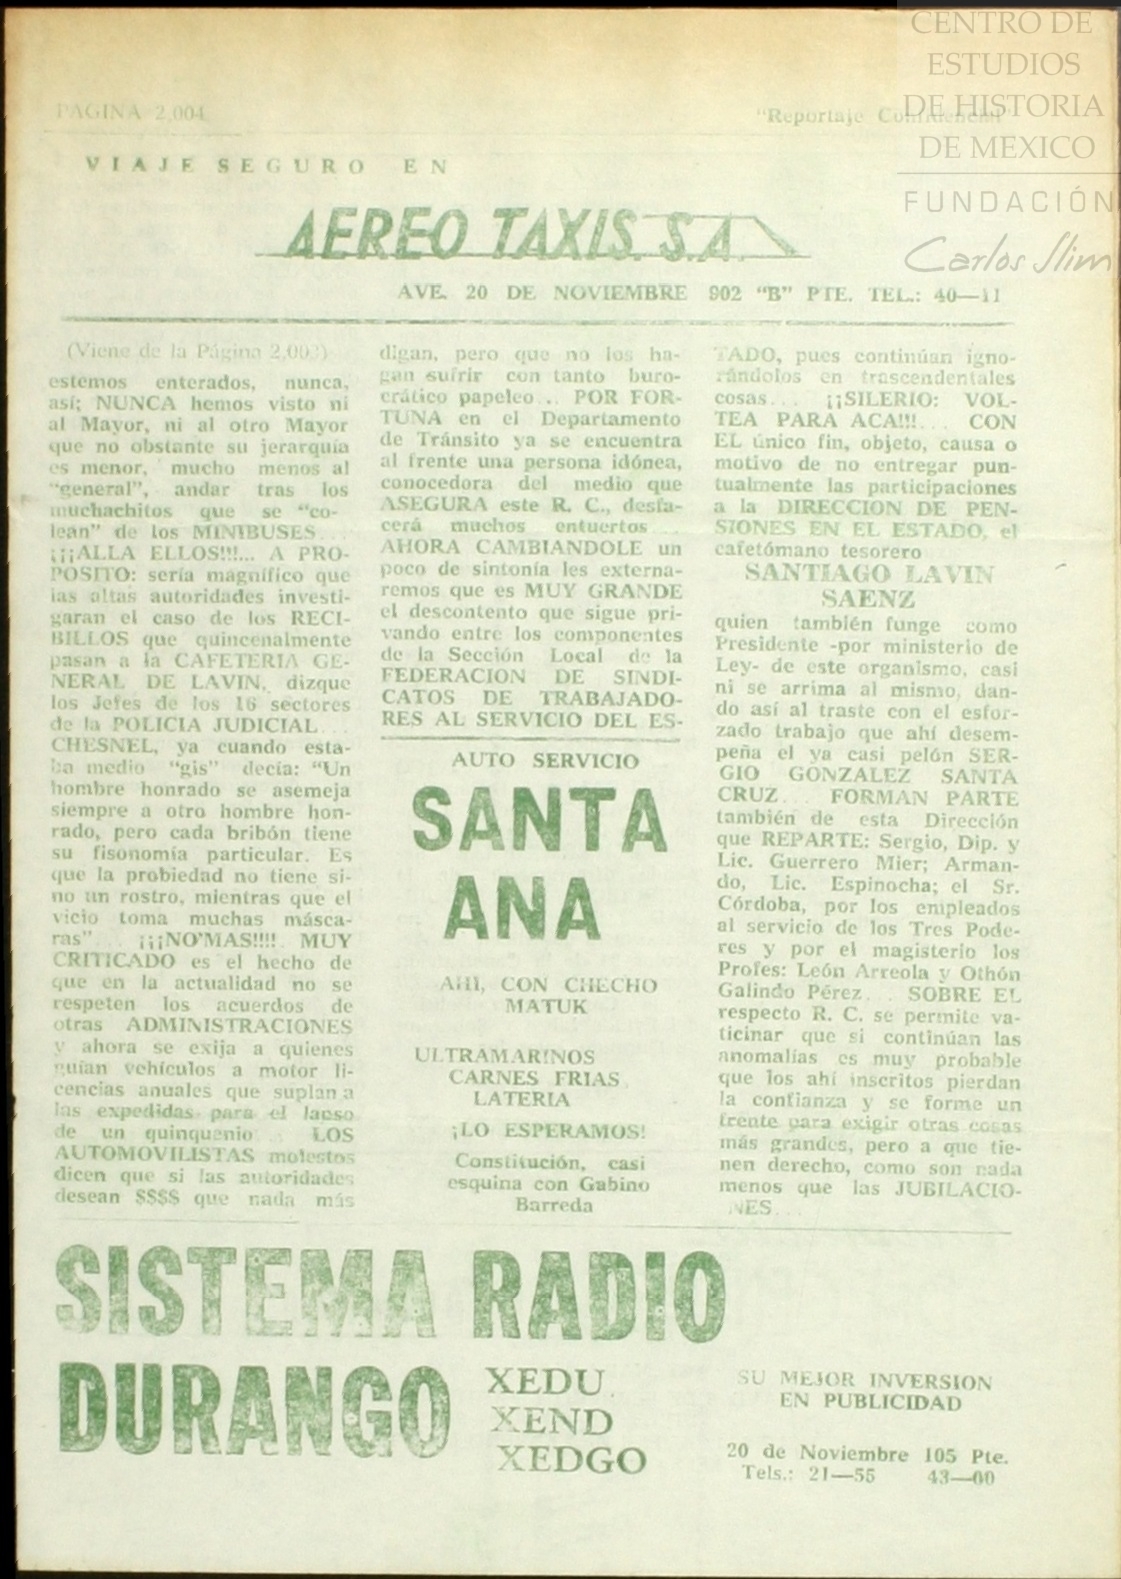 CENTRO DE
ESTUDIOS
DE HISTORIA
DE MEXICO
FUNDACIÓN
Carlos Slim
PAGINA 2,004
"Reportaje Confidencial"
VIAJE SEGURO EN
AEREO TAXIS. S.A.
AVE. 20 DE NOVIEMBRE 902 "B" PTE. TEL.: 40—11
(Viene de la Página 2,003)
estemos enterados, nunca,
así; NUNCA hemos visto ni
al Mayor, ni al otro Mayor
que no obstante su jerarquía
es menor, mucho menos al
"general", andar tras los
muchachitos que se "co-
lean" de los MINIBUSES...
¡¡¡ALLA ELLOS!!!... A PRO-
POSITO: sería magnífico que
las altas autoridades investi-
garan el caso de los RECI-
BILLOS que quincenalmente
pasan a la CAFETERIA GE-
NERAL DE LAVIN, dizque
los Jefes de los 16 sectores
de la POLICIA JUDICIAL...
CHESNEL, ya cuando esta-
ba medio "gis" decía: "Un
hombre honrado se asemeja
siempre a otro hombre hon-
rado, pero cada bribón tiene
su fisonomía particular. Es
que la probiedad no tiene si-
no un rostro, mientras que el
vicio toma muchas másca-
ras"... ¡¡¡NO'MAS!!!! MUY
CRITICADO es el hecho de
que en la actualidad no se
respeten los acuerdos de
otras ADMINISTRACIONES
y ahora se exija a quienes
guían vehículos a motor li-
cencias anuales que suplan a
las expedidas para el lapso
de un quinquenio... LOS
AUTOMOVILISTAS molestos
dicen que si las autoridades
desean $$$$ que nada más
digan, pero que no los ha-
gan sufrir con tanto buro-
crático papeleo... POR FOR-
TUNA en el Departamento
de Tránsito ya se encuentra
al frente una persona idónea,
conocedora del medio que
ASEGURA este R. C., desfa-
cerá muchos entuertos...
AHORA CAMBIANDOLE un
poco de sintonía les externa-
remos que es MUY GRANDE
el descontento que sigue pri-
vando entre los componentes
de la Sección Local de la
FEDERACION DE SINDI-
CATOS DE TRABAJADO-
RES AL SERVICIO DEL ES-
AUTO SERVICIO
SANTA
ANA
AHI, CON CHECHO
MATUK
ULTRAMARINOS
CARNES FRIAS
LATERIA
¡LO ESPERAMOS!
Constitución, casi
esquina con Gabino
Barreda
TADO, pues continúan igno-
rándolos en trascendentales
cosas... ¡¡SILERIO: VOL-
TEA PARA ACA!!!... CON
EL único fin, objeto, causa o
motivo de no entregar pun-
tualmente las participaciones
a la DIRECCION DE PEN-
SIONES EN EL ESTADO, el
cafetómano tesorero
SANTIAGO LAVIN
SAENZ
quien también funge como
Presidente -por ministerio de
Ley- de este organismo, casi
ni se arrima al mismo, dan-
do así al traste con el esfor-
zado trabajo que ahí desem-
peña el ya casi pelón SER-
GIO GONZALEZ SANTA
CRUZ... FORMAN PARTE
también de esta Dirección
que REPARTE: Sergio, Dip. y
Lic. Guerrero Mier; Arman-
do, Lic. Espinocha; el Sr.
Córdoba, por los empleados
al servicio de los Tres Pode-
res y por el magisterio los
Profes: León Arreola y Othón
Galindo Pérez... SOBRE EL
respecto R. C. se permite va-
ticinar que si continúan las
anomalías es muy probable
que los ahí inscritos pierdan
la confianza y se forme un
frente para exigir otras cosas
más grandes, pero a que tie-
nen derecho, como son nada
menos que las JUBILACIO-
NES...
SISTEMA RADIO
DURANGO
XEDU
XEND
XEDGO
SU MEJOR INVERSION
EN PUBLICIDAD
20 de Noviembre 105 Pte.
Tels.: 21—55 43—00